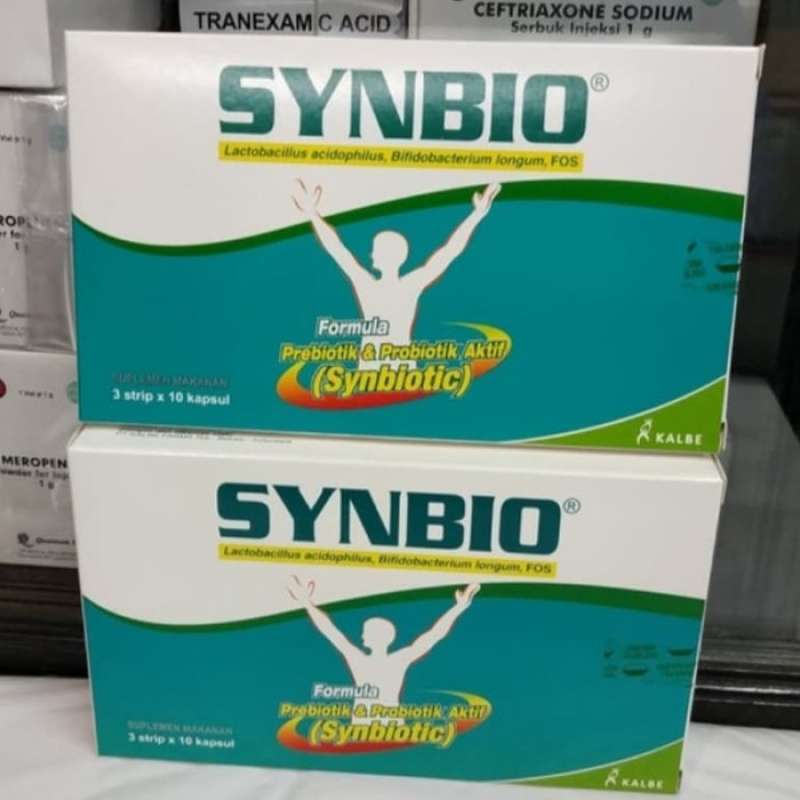 TRANEXAMIC ACID
CEFTRIAXONE SODIUM
Serbuk Injeksi 1 g
SYNBIO®
Lactobacillus acidophilus, Bifidobacterium longum, FOS
Formula
Prebiotik & Probiotik Aktif
(Synbiotic)
SUPLEMEN MAKANAN
3 strip x 10 kapsul
KALBE
MEROPEN
1 g
SYNBIO®
Lactobacillus acidophilus, Bifidobacterium longum, FOS
Formula
Prebiotik & Probiotik Aktif
(Synbiotic)
SUPLEMEN MAKANAN
3 strip x 10 kapsul
KALBE